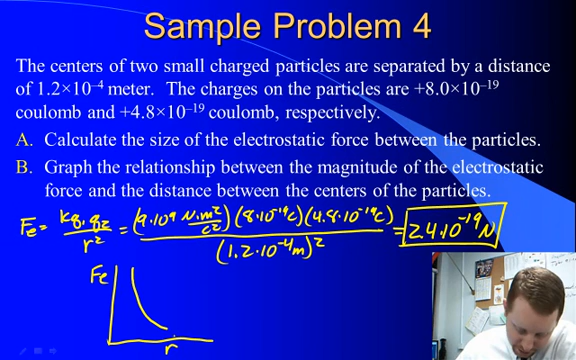 Sample Problem 4
The centers of two small charged particles are separated by a distance
of 1.2×10⁻⁴ meter. The charges on the particles are +8.0×10⁻¹⁹
coulomb and +4.8×10⁻¹⁹ coulomb, respectively.
A. Calculate the size of the electrostatic force between the particles.
B. Graph the relationship between the magnitude of the electrostatic
force and the distance between the centers of the particles.
Fe = kq₁q₂/r² = (9·10⁹ N·m²/C²)(8·10⁻¹⁹C)(4.8·10⁻¹⁹C)/(1.2·10⁻⁴m)² = 2.4·10⁻¹⁹N
Fe
r